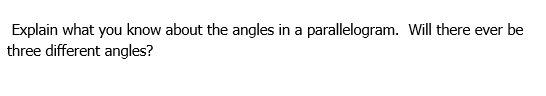 Explain what you know about the angles in a parallelogram. Will there ever be
three different angles?